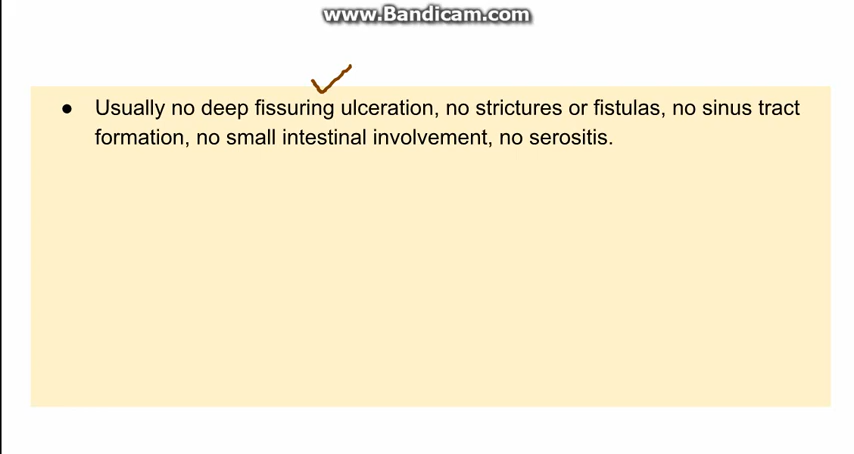 www.Bandicam.com
● Usually no deep fissuring ulceration, no strictures or fistulas, no sinus tract
formation, no small intestinal involvement, no serositis.